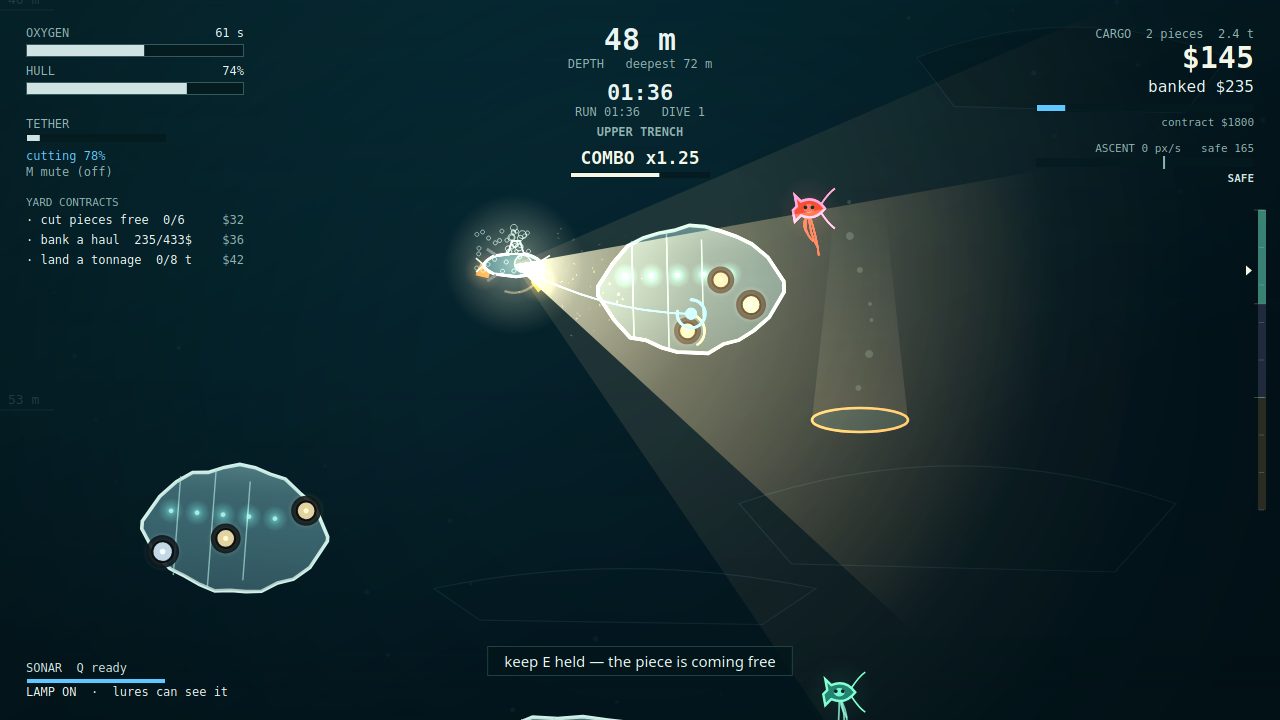 OXYGEN 61 s
HULL 74%
TETHER
cutting 78%
M mute (off)
YARD CONTRACTS
· cut pieces free 0/6 $32
· bank a haul 235/433$ $36
· land a tonnage 0/8 t $42
48 m
DEPTH deepest 72 m
01:36
RUN 01:36 DIVE 1
UPPER TRENCH
COMBO x1.25
CARGO 2 pieces 2.4 t
$145
banked $235
contract $1800
ASCENT 0 px/s safe 165
SAFE
53 m
keep E held — the piece is coming free
SONAR Q ready
LAMP ON · lures can see it